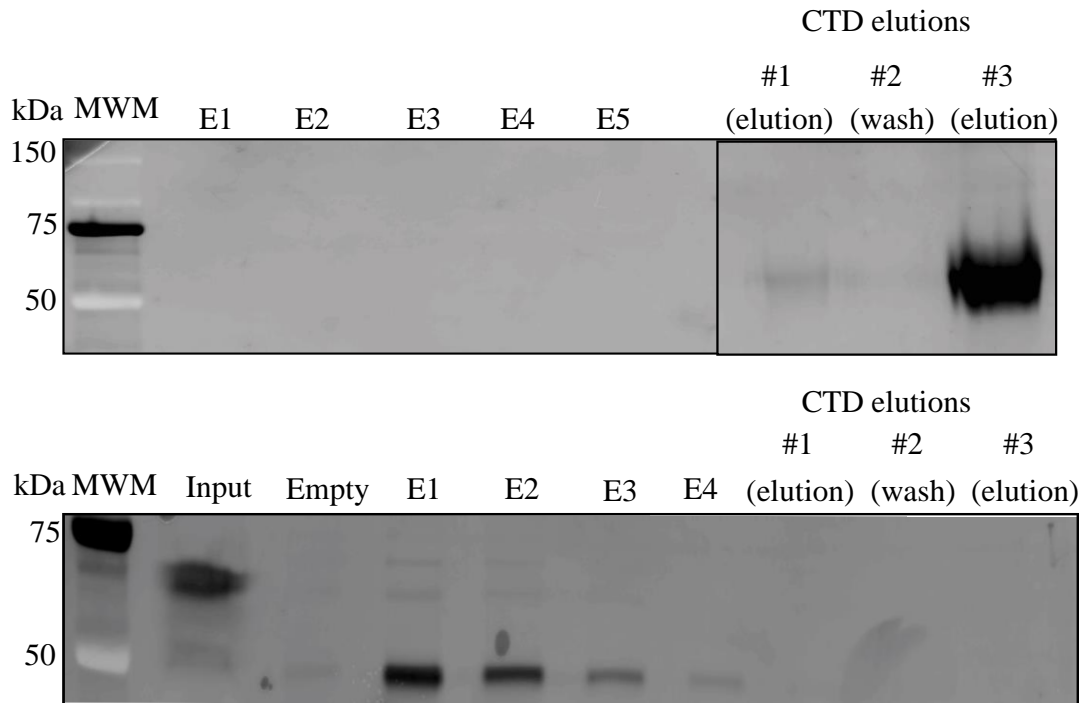 CTD elutions
#1 #2 #3
kDa MWM E1 E2 E3 E4 E5 (elution) (wash) (elution)
150
75
50
CTD elutions
#1 #2 #3
kDa MWM Input Empty E1 E2 E3 E4 (elution) (wash) (elution)
75
50